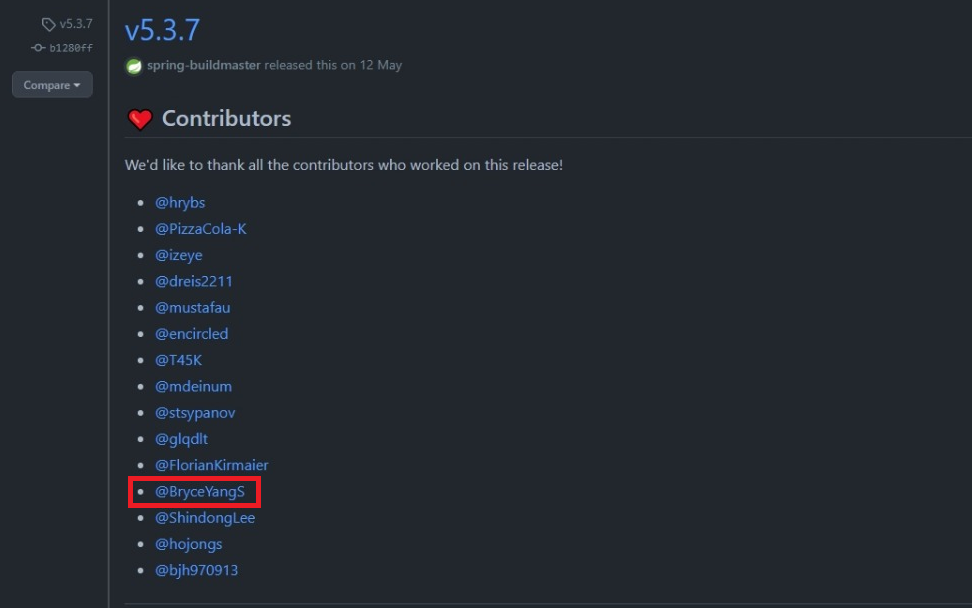 v5.3.7
b1280ff
Compare
v5.3.7
spring-buildmaster released this on 12 May
Contributors
We'd like to thank all the contributors who worked on this release!
@hrybs
@PizzaCola-K
@izeye
@dreis2211
@mustafau
@encircled
@T45K
@mdeinum
@stsypanov
@glqdlt
@FlorianKirmaier
@BryceYangS
@ShindongLee
@hojongs
@bjh970913